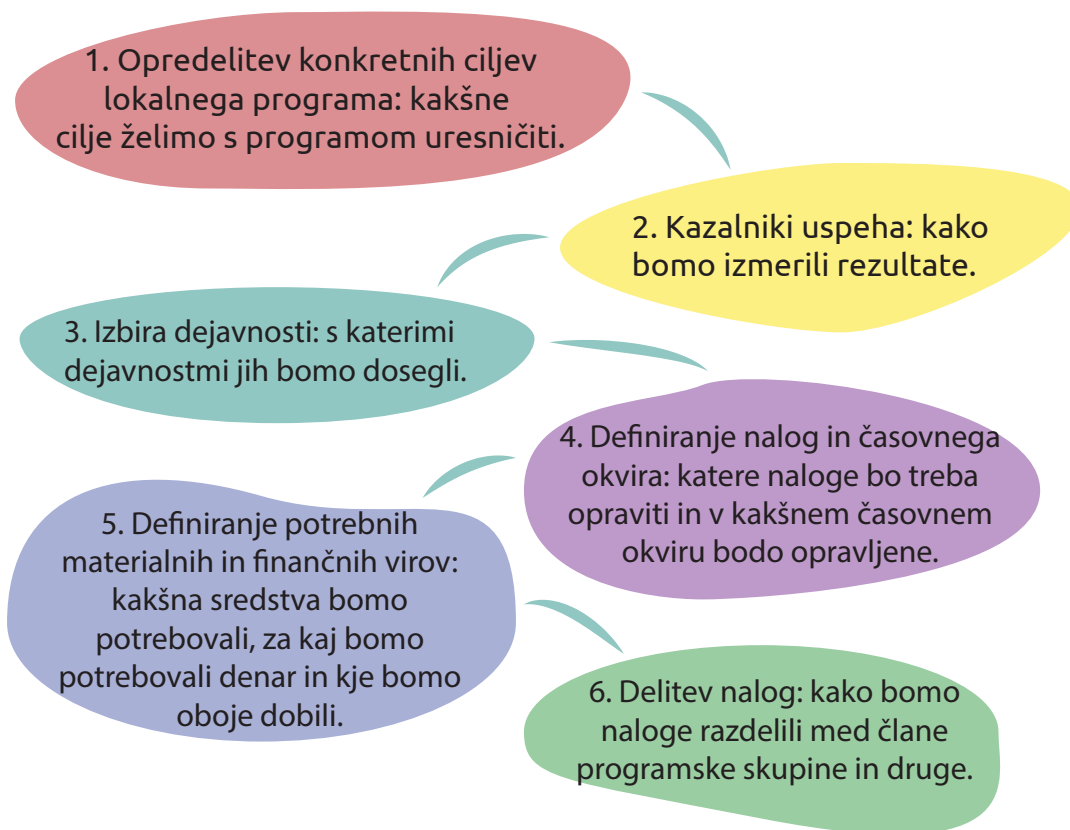 1. Opredelitev konkretnih ciljev
lokalnega programa: kakšne
cilje želimo s programom uresničiti.
2. Kazalniki uspeha: kako
bomo izmerili rezultate.
3. Izbira dejavnosti: s katerimi
dejavnostmi jih bomo dosegli.
4. Definiranje nalog in časovnega
okvira: katere naloge bo treba
opraviti in v kakšnem časovnem
okviru bodo opravljene.
5. Definiranje potrebnih
materialnih in finančnih virov:
kakšna sredstva bomo
potrebovali, za kaj bomo
potrebovali denar in kje bomo
oboje dobili.
6. Delitev nalog: kako bomo
naloge razdelili med člane
programske skupine in druge.